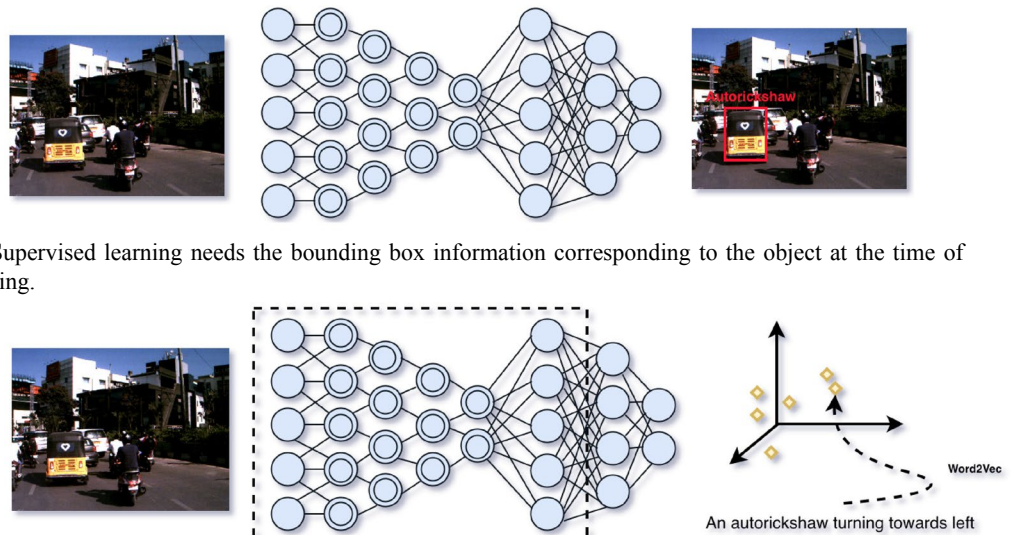 Autorickshaw
Supervised learning needs the bounding box information corresponding to the object at the time of
ing.
Word2Vec
An autorickshaw turning towards left